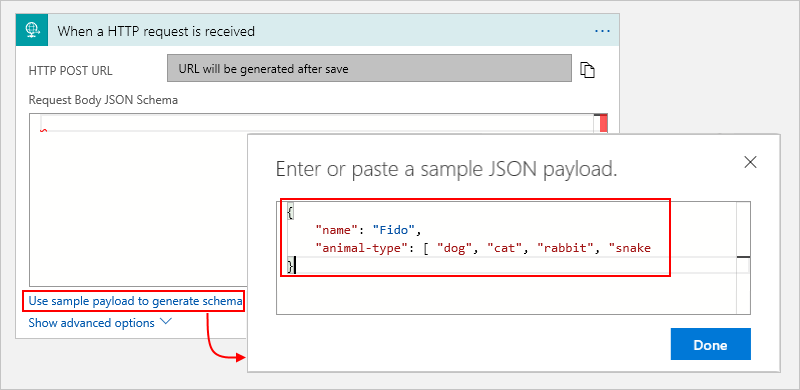 When a HTTP request is received
HTTP POST URL
URL will be generated after save
Request Body JSON Schema
Enter or paste a sample JSON payload.
{
"name": "Fido",
"animal-type": [ "dog", "cat", "rabbit", "snake
}
Use sample payload to generate schema
Show advanced options
Done